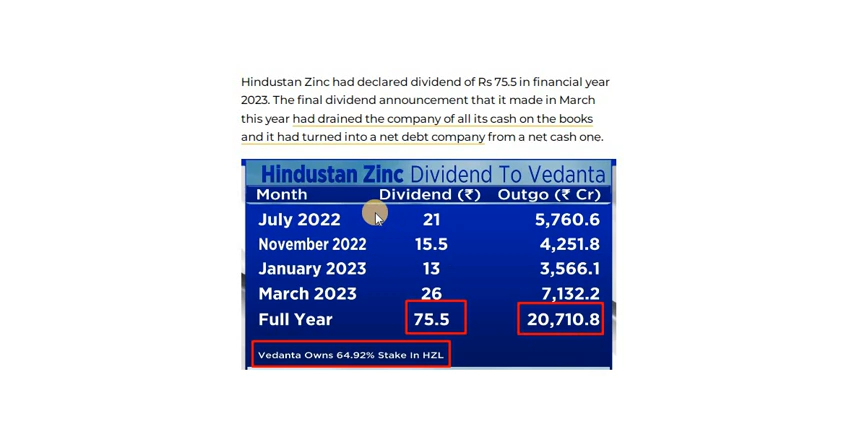 Hindustan Zinc had declared dividend of Rs 75.5 in financial year
2023. The final dividend announcement that it made in March
this year had drained the company of all its cash on the books
and it had turned into a net debt company from a net cash one.
Hindustan Zinc Dividend To Vedanta
Month Dividend (₹) Outgo (₹ Cr)
July 2022 21 5,760.6
November 2022 15.5 4,251.8
January 2023 13 3,566.1
March 2023 26 7,132.2
Full Year 75.5 20,710.8
Vedanta Owns 64.92% Stake In HZL